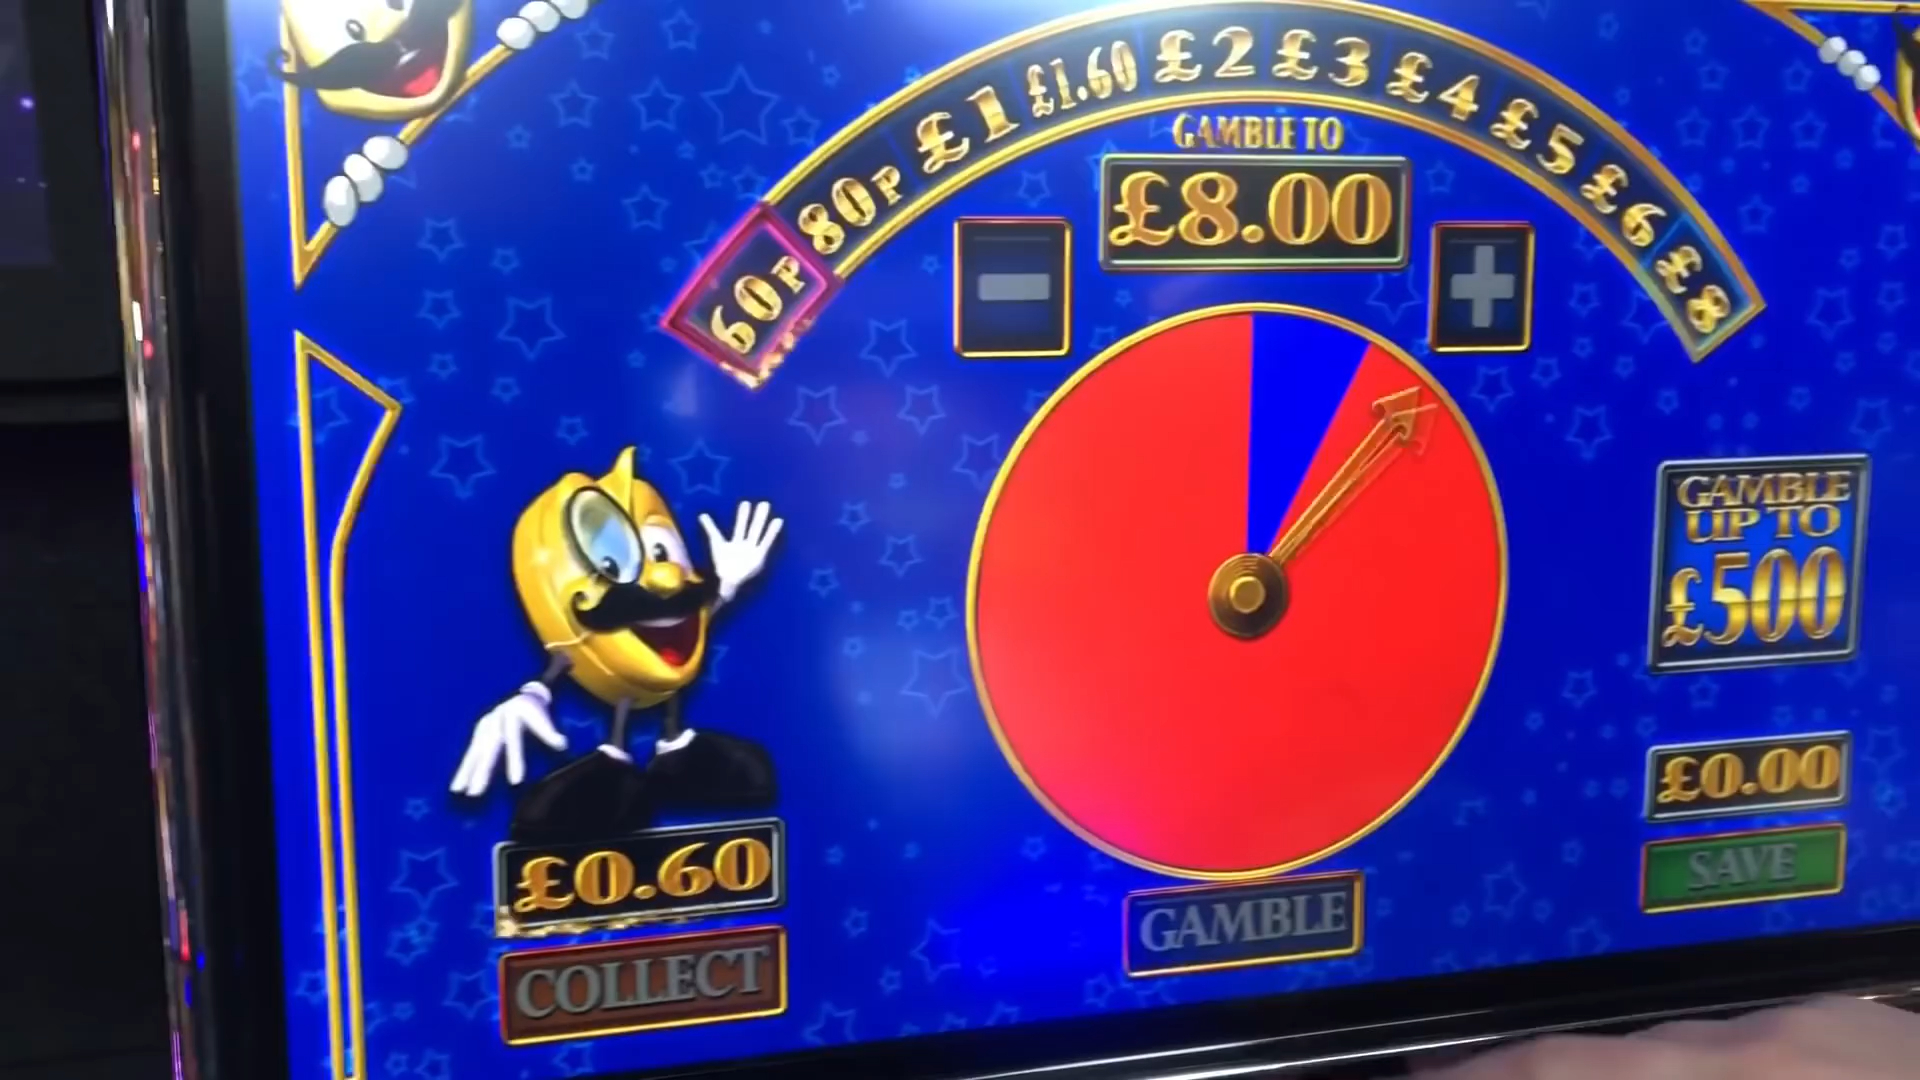 60P 80P £1 £1.60 £2 £3 £4 £5 £6 £8
GAMBLE TO
£8.00
GAMBLE
UP TO
£500
£0.00
SAVE
£0.60
COLLECT
GAMBLE